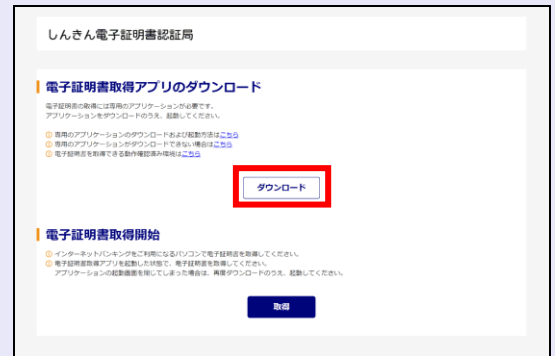 しんきん電子証明書認証局
電子証明書取得アプリのダウンロード
電子証明書の取得には専用のアプリケーションが必要です。
アプリケーションをダウンロードのうえ、起動してください。
専用のアプリケーションのダウンロードおよび起動方法はこちら
専用のアプリケーションがダウンロードできない場合はこちら
電子証明書を取得できる動作確認済み環境はこちら
ダウンロード
電子証明書取得開始
インターネットバンキングをご利用になるパソコンで電子証明書を取得してください。
電子証明書取得アプリを起動した状態で、電子証明書を取得してください。
アプリケーションの起動画面を閉じてしまった場合は、再度ダウンロードのうえ、起動してください。
取得